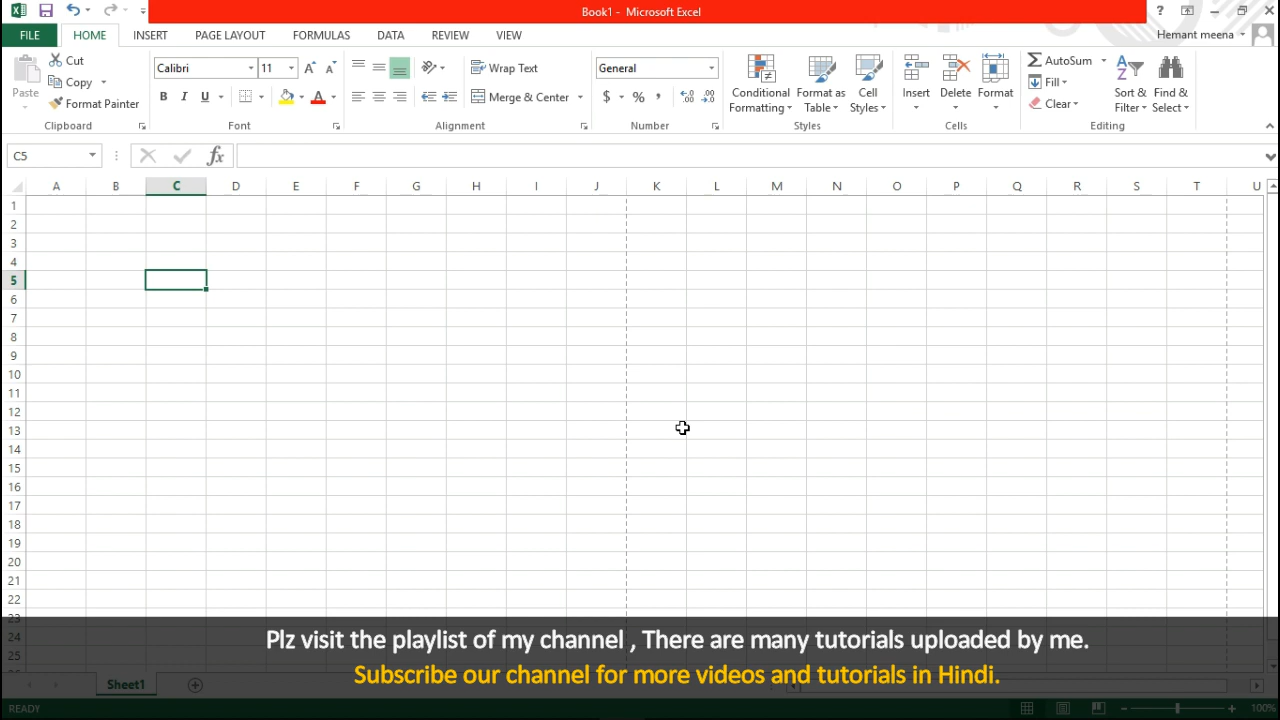 Book1 - Microsoft Excel
?
FILE
HOME
INSERT
PAGE LAYOUT
FORMULAS
DATA
REVIEW
VIEW
Hemant meena
Paste
Cut
Copy
Format Painter
Clipboard
Calibri
11
B I U
Font
Wrap Text
Merge & Center
Alignment
General
$ % ,
Number
Conditional
Formatting
Format as
Table
Cell
Styles
Styles
Insert
Delete
Format
Cells
AutoSum
Fill
Clear
Sort &
Filter
Find &
Select
Editing
C5
fx
A B C D E F G H I J K L M N O P Q R S T U
1
2
3
4
5
6
7
8
9
10
11
12
13
14
15
16
17
18
19
20
21
22
23
24
25
Plz visit the playlist of my channel , There are many tutorials uploaded by me.
Subscribe our channel for more videos and tutorials in Hindi.
Sheet1
READY
100%